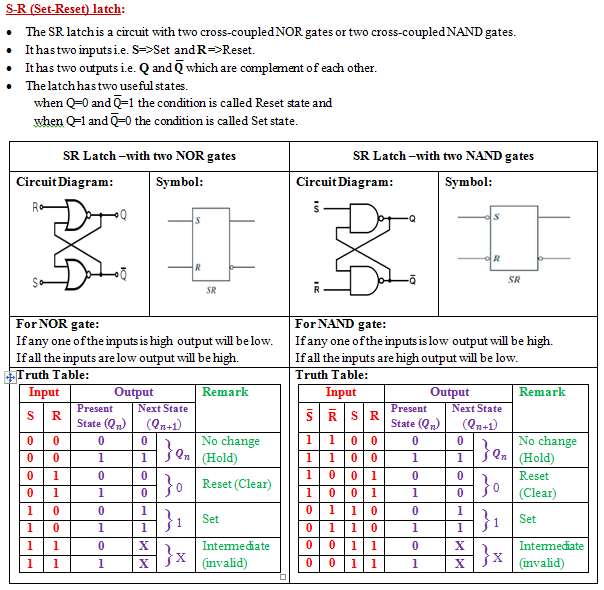 S-R (Set-Reset) latch:
• The SR latch is a circuit with two cross-coupled NOR gates or two cross-coupled NAND gates.
• It has two inputs i.e. S=>Set and R=>Reset.
• It has two outputs i.e. Q and Q̅ which are complement of each other.
• The latch has two useful states.
when Q=0 and Q̅=1 the condition is called Reset state and
when Q=1 and Q̅=0 the condition is called Set state.
SR Latch –with two NOR gates
Circuit Diagram:
Symbol:
R
Q
S
Q̅
S
R
SR
For NOR gate:
If any one of the inputs is high output will be low.
If all the inputs are low output will be high.
Truth Table:
Input Output Remark
S R Present State (Qn) Next State (Qn+1)
0 0 0 0 } Qn No change
0 0 1 1 (Hold)
0 1 0 0 } 0 Reset (Clear)
0 1 1 0
1 0 0 1 } 1 Set
1 0 1 1
1 1 0 X } X Intermediate
1 1 1 X (invalid)
SR Latch –with two NAND gates
Circuit Diagram:
Symbol:
S̅
Q
R̅
Q̅
S
R
SR
For NAND gate:
If any one of the inputs is low output will be high.
If all the inputs are high output will be low.
Truth Table:
Input Output Remark
S̅ R̅ S R Present State (Qn) Next State (Qn+1)
1 1 0 0 0 0 } Qn No change
1 1 0 0 1 1 (Hold)
1 0 0 1 0 0 } 0 Reset
1 0 0 1 1 0 (Clear)
0 1 1 0 0 1 } 1 Set
0 1 1 0 1 1
0 0 1 1 0 X } X Intermediate
0 0 1 1 1 X (invalid)